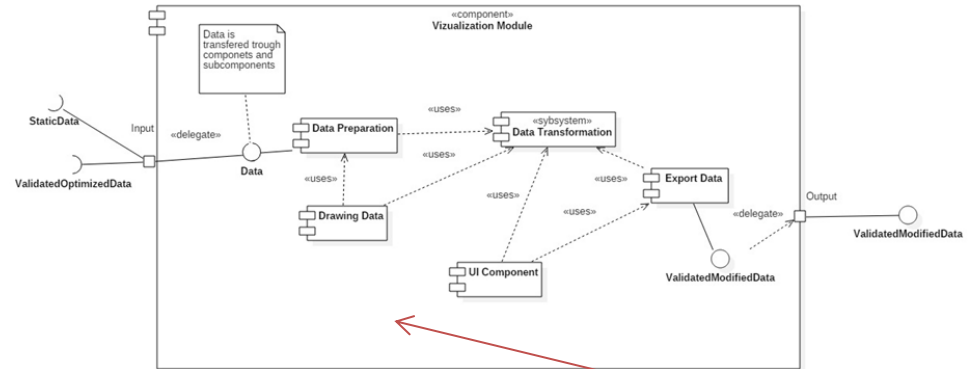 «component»
Vizualization Module
Data is
transfered trough
componets and
subcomponents
StaticData
Input
«delegate»
ValidatedOptimizedData
Data
Data Preparation
«uses»
«sybsystem»
Data Transformation
«uses»
«uses»
Drawing Data
«uses»
«uses»
Export Data
«uses»
UI Component
«delegate»
Output
ValidatedModifiedData
ValidatedModifiedData